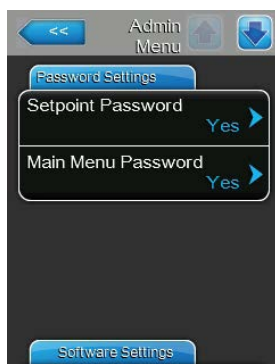 <<
Admin
Menu
Password Settings
Setpoint Password
Yes
Main Menu Password
Yes
Software Settings